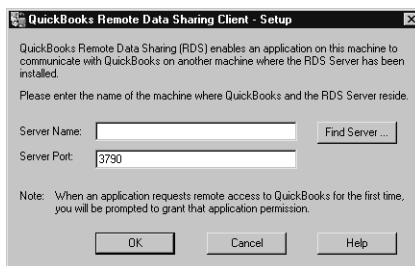 QuickBooks Remote Data Sharing Client - Setup
QuickBooks Remote Data Sharing (RDS) enables an application on this machine to
communicate with QuickBooks on another machine where the RDS Server has been
installed.
Please enter the name of the machine where QuickBooks and the RDS Server reside.
Server Name:
Find Server ...
Server Port:
3790
Note: When an application requests remote access to QuickBooks for the first time,
you will be prompted to grant that application permission.
OK
Cancel
Help